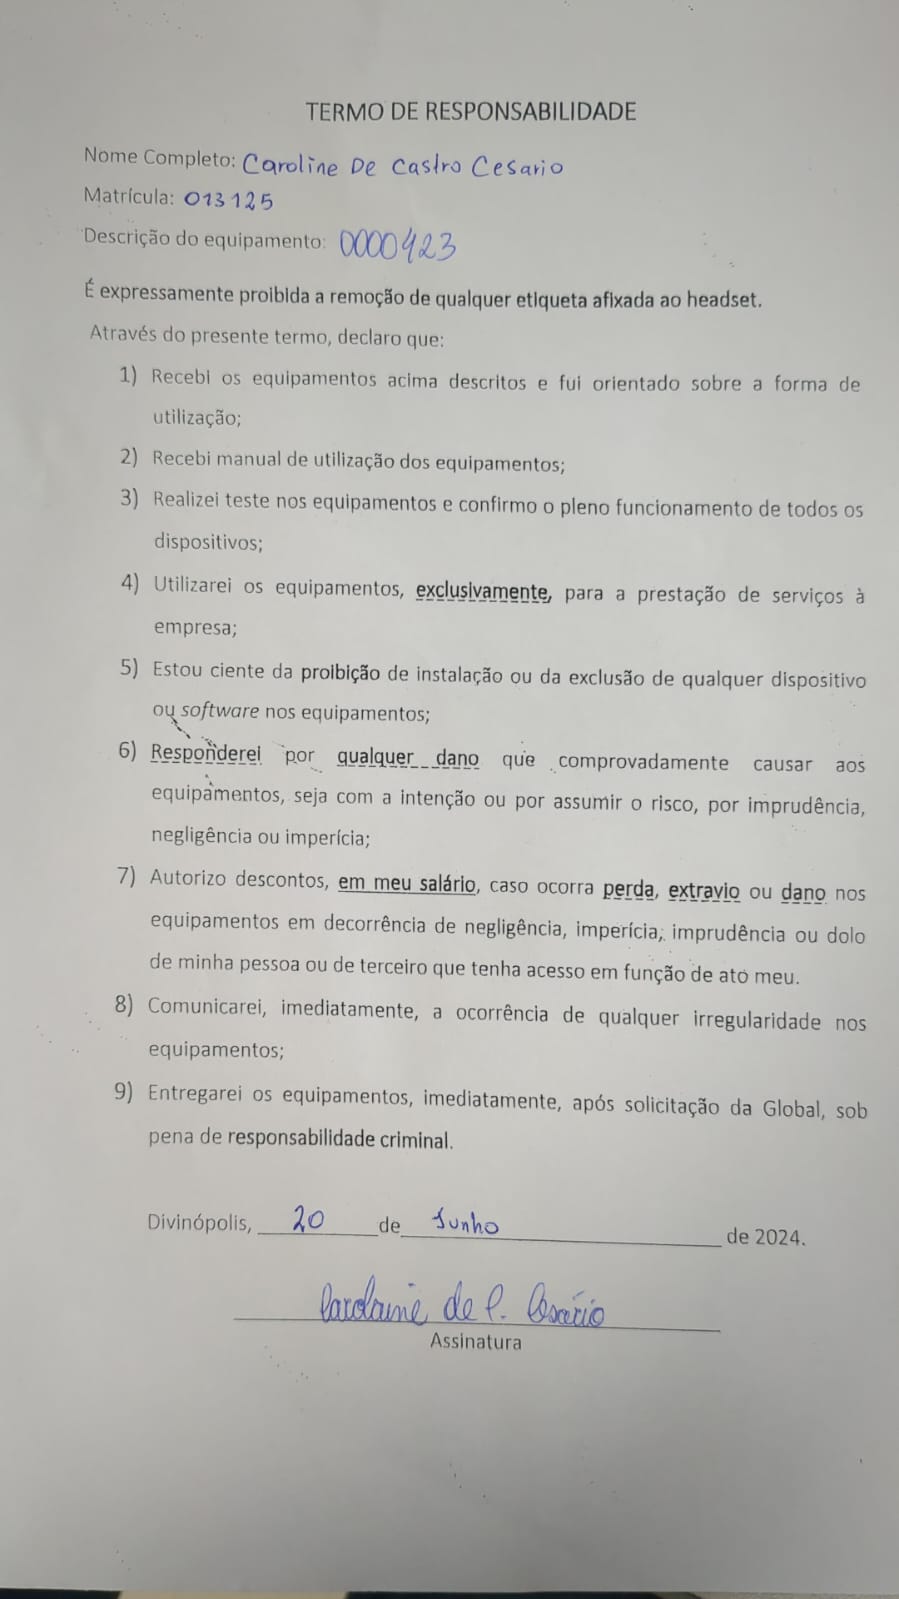 TERMO DE RESPONSABILIDADE
Nome Completo: Caroline De Castro Cesario
Matrícula: 013125
Descrição do equipamento: 0000423
É expressamente proibida a remoção de qualquer etiqueta afixada ao headset.
Através do presente termo, declaro que:
1) Recebi os equipamentos acima descritos e fui orientado sobre a forma de
utilização;
2) Recebi manual de utilização dos equipamentos;
3) Realizei teste nos equipamentos e confirmo o pleno funcionamento de todos os
dispositivos;
4) Utilizarei os equipamentos, exclusivamente, para a prestação de serviços à
empresa;
5) Estou ciente da proibição de instalação ou da exclusão de qualquer dispositivo
ou software nos equipamentos;
6) Responderei por qualquer dano que comprovadamente causar aos
equipamentos, seja com a intenção ou por assumir o risco, por imprudência,
negligência ou imperícia;
7) Autorizo descontos, em meu salário, caso ocorra perda, extravio ou dano nos
equipamentos em decorrência de negligência, imperícia, imprudência ou dolo
de minha pessoa ou de terceiro que tenha acesso em função de ato meu.
8) Comunicarei, imediatamente, a ocorrência de qualquer irregularidade nos
equipamentos;
9) Entregarei os equipamentos, imediatamente, após solicitação da Global, sob
pena de responsabilidade criminal.
Divinópolis, 20 de Junho de 2024.
Caroline de C. Cesário
Assinatura